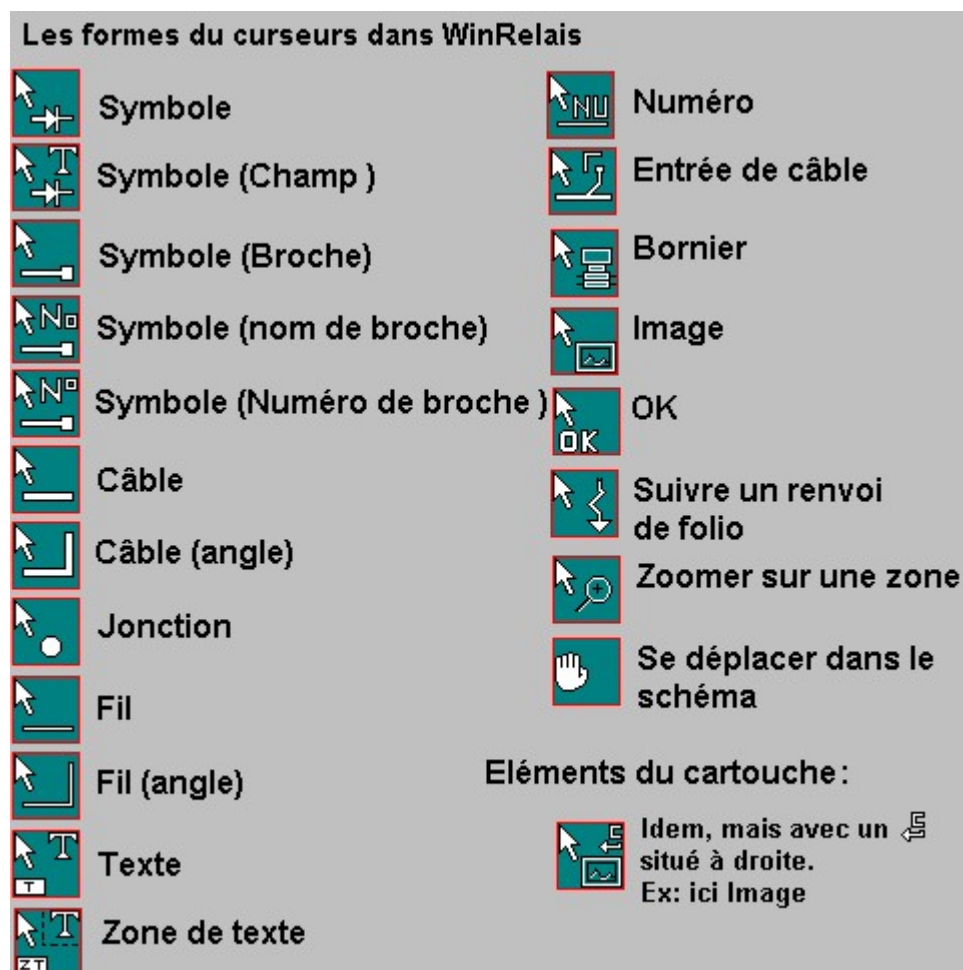 Les formes du curseurs dans WinRelais
Symbole
Symbole (Champ )
Symbole (Broche)
Symbole (nom de broche)
Symbole (Numéro de broche )
Câble
Câble (angle)
Jonction
Fil
Fil (angle)
T
T
Texte
T
ZT
Zone de texte
NU
Numéro
Entrée de câble
Bornier
Image
OK
OK
Suivre un renvoi
de folio
Zoomer sur une zone
Se déplacer dans le
schéma
Eléments du cartouche:
Idem, mais avec un
situé à droite.
Ex: ici Image